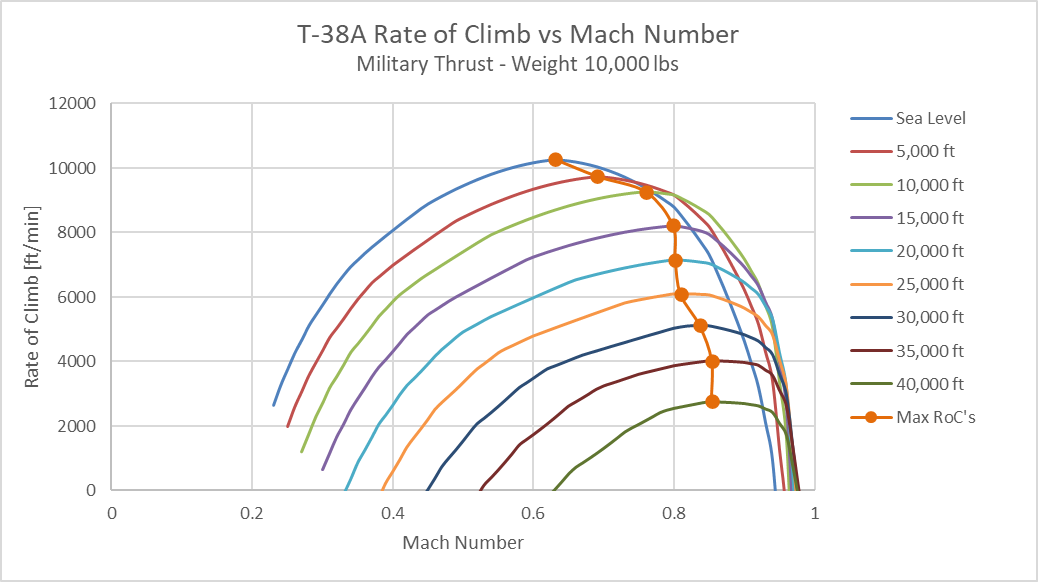 T-38A Rate of Climb vs Mach Number
Military Thrust - Weight 10,000 lbs
Rate of Climb [ft/min]
12000
10000
8000
6000
4000
2000
0
0 0.2 0.4 0.6 0.8 1
Mach Number
Sea Level
5,000 ft
10,000 ft
15,000 ft
20,000 ft
25,000 ft
30,000 ft
35,000 ft
40,000 ft
Max RoC's